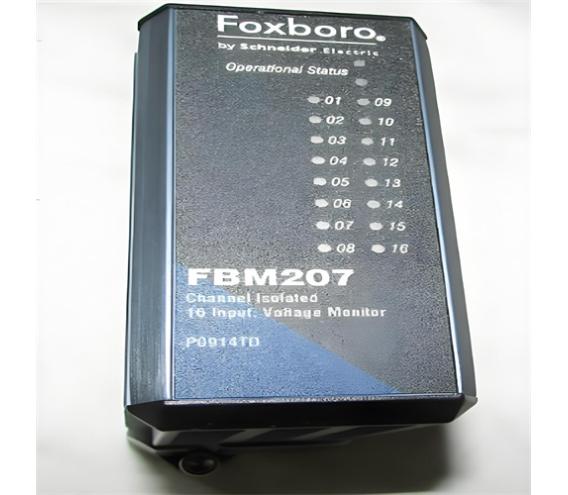 Foxboro®
by Schneider Electric
Operational Status
01 09
02 10
03 11
04 12
05 13
06 14
07 15
08 16
FBM207
Channel Isolated
16 Input, Voltage Monitor
P0914TD